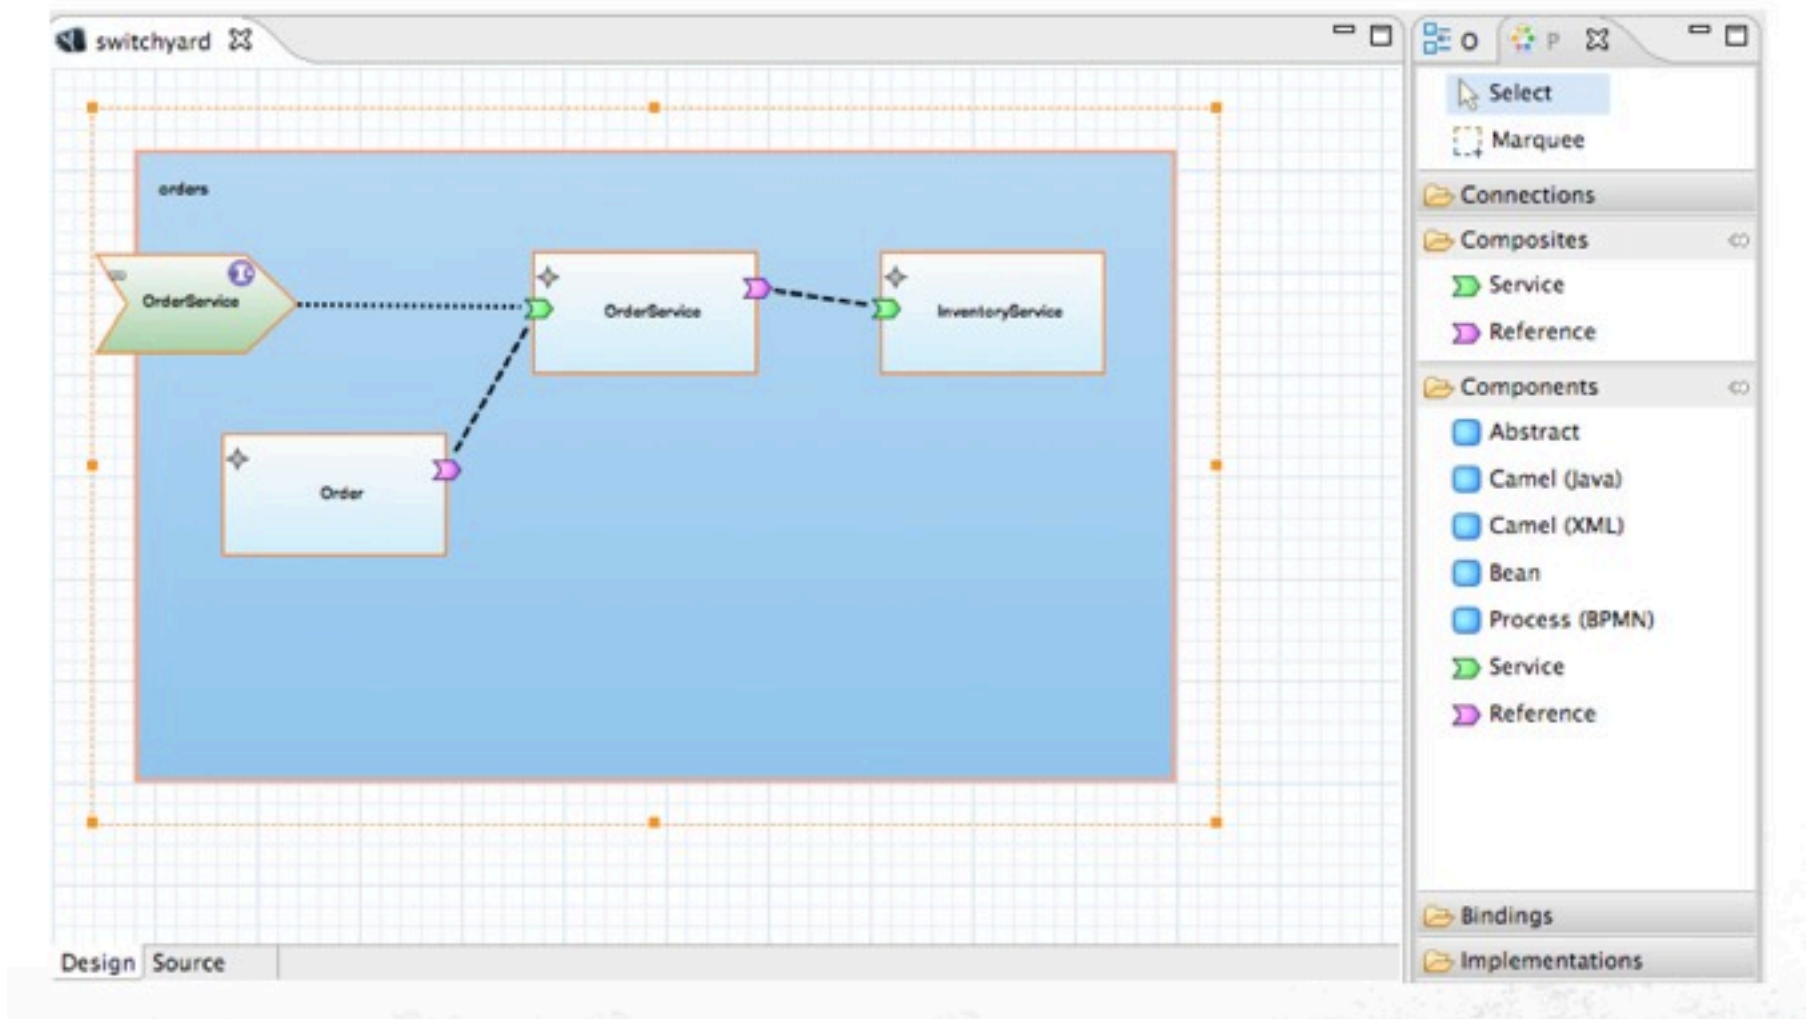 switchyard
O P
Select
Marquee
Connections
Composites
Service
Reference
Components
Abstract
Camel (Java)
Camel (XML)
Bean
Process (BPMN)
Service
Reference
Bindings
Implementations
orders
OrderService
OrderService
InventoryService
Order
Design Source